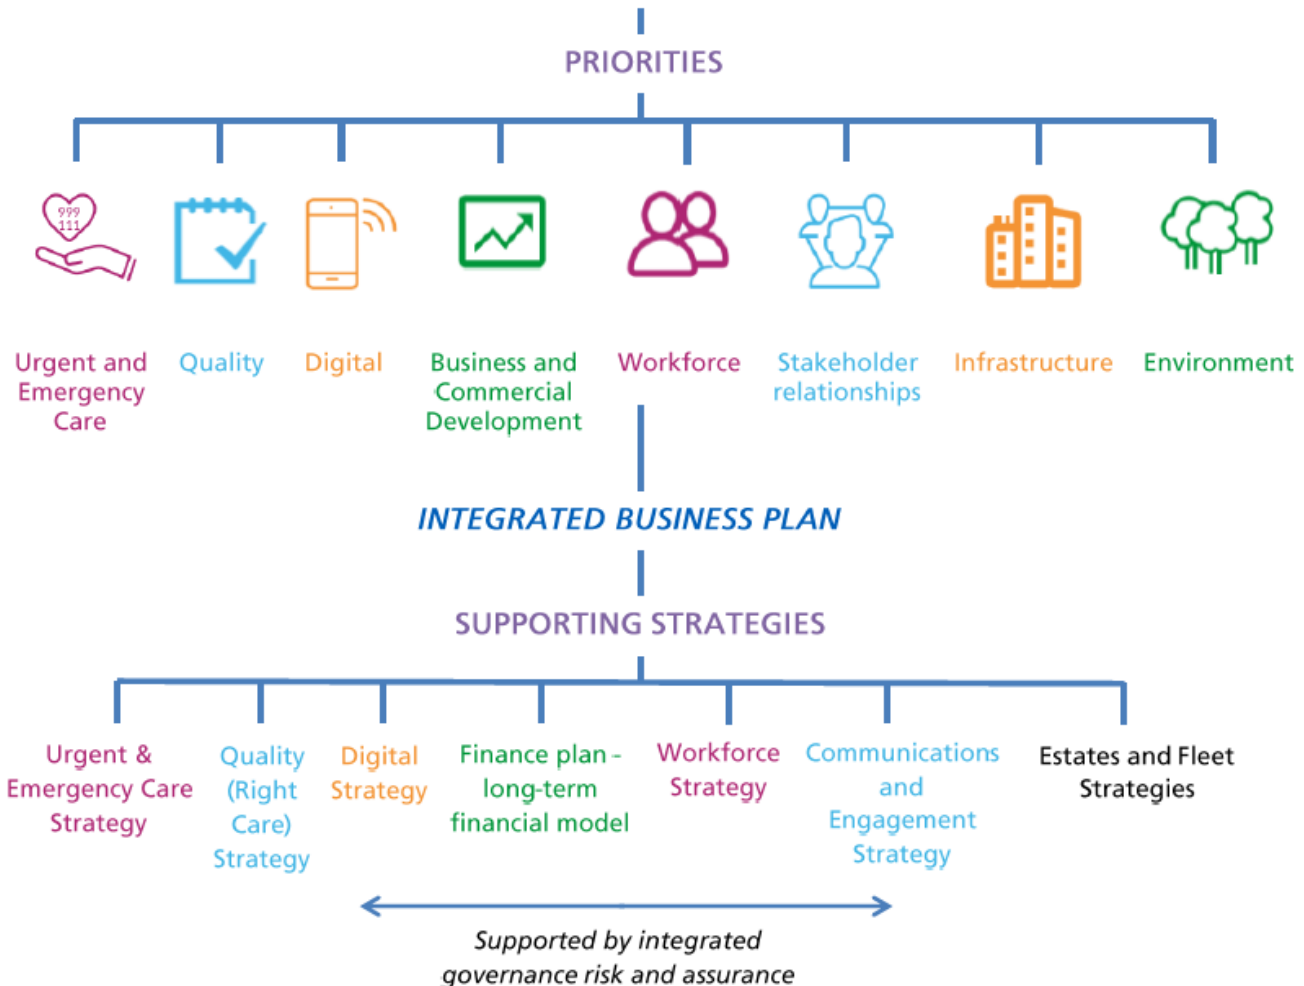 PRIORITIES
999
111
Urgent and
Emergency
Care
Quality
Digital
Business and
Commercial
Development
Workforce
Stakeholder
relationships
Infrastructure
Environment
INTEGRATED BUSINESS PLAN
SUPPORTING STRATEGIES
Urgent &
Emergency Care
Strategy
Quality
(Right
Care)
Strategy
Digital
Strategy
Finance plan -
long-term
financial model
Workforce
Strategy
Communications
and
Engagement
Strategy
Estates and Fleet
Strategies
Supported by integrated
governance risk and assurance